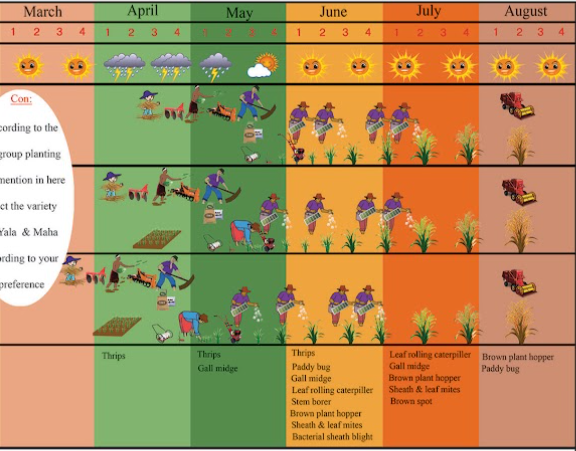 March April May June July August
1 2 3 4 1 2 3 4 1 2 3 4 1 2 3 4 1 2 3 4 1 2 3 4
Con:
cording to the
group planting
mention in here
ct the variety
Yala & Maha
ording to your
preference
Thrips
Thrips
Gall midge
Thrips
Paddy bug
Gall midge
Leaf rolling caterpiller
Stem borer
Brown plant hopper
Sheath & leaf mites
Bacterial sheath blight
Leaf rolling caterpiller
Gall midge
Brown plant hopper
Sheath & leaf mites
Brown spot
Brown plant hopper
Paddy bug